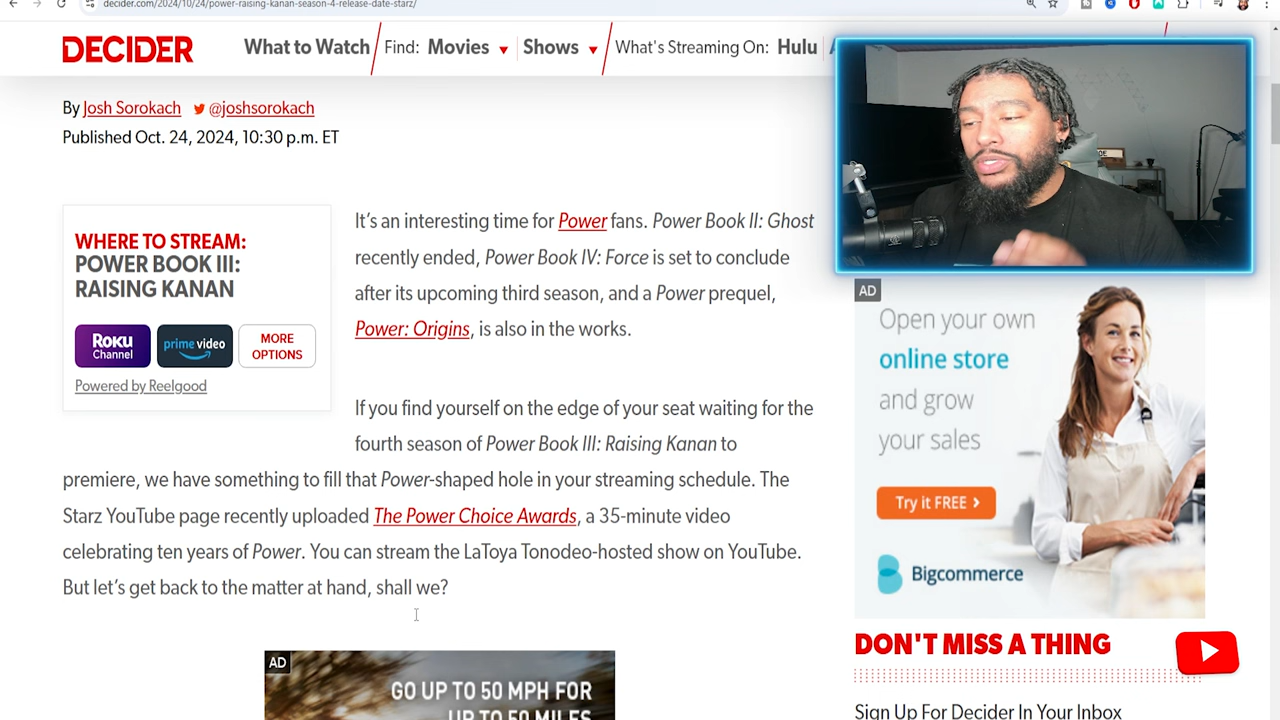 decider.com/2024/10/24/power-raising-kanan-season-4-release-date-starz/
DECIDER
What to Watch
Find: Movies
Shows
What's Streaming On: Hulu
By Josh Sorokach @joshsorokach
Published Oct. 24, 2024, 10:30 p.m. ET
WHERE TO STREAM:
POWER BOOK III:
RAISING KANAN
ROKU
Channel
prime video
MORE
OPTIONS
Powered by Reelgood
It's an interesting time for Power fans. Power Book II: Ghost
recently ended, Power Book IV: Force is set to conclude
after its upcoming third season, and a Power prequel,
Power: Origins, is also in the works.
If you find yourself on the edge of your seat waiting for the
fourth season of Power Book III: Raising Kanan to
premiere, we have something to fill that Power-shaped hole in your streaming schedule. The
Starz YouTube page recently uploaded The Power Choice Awards, a 35-minute video
celebrating ten years of Power. You can stream the LaToya Tonodeo-hosted show on YouTube.
But let's get back to the matter at hand, shall we?
AD
GO UP TO 50 MPH FOR
UP TO 50 MILES
AD
Open your own
online store
and grow
your sales
Try it FREE >
Bigcommerce
DON'T MISS A THING
Sign Up For Decider In Your Inbox